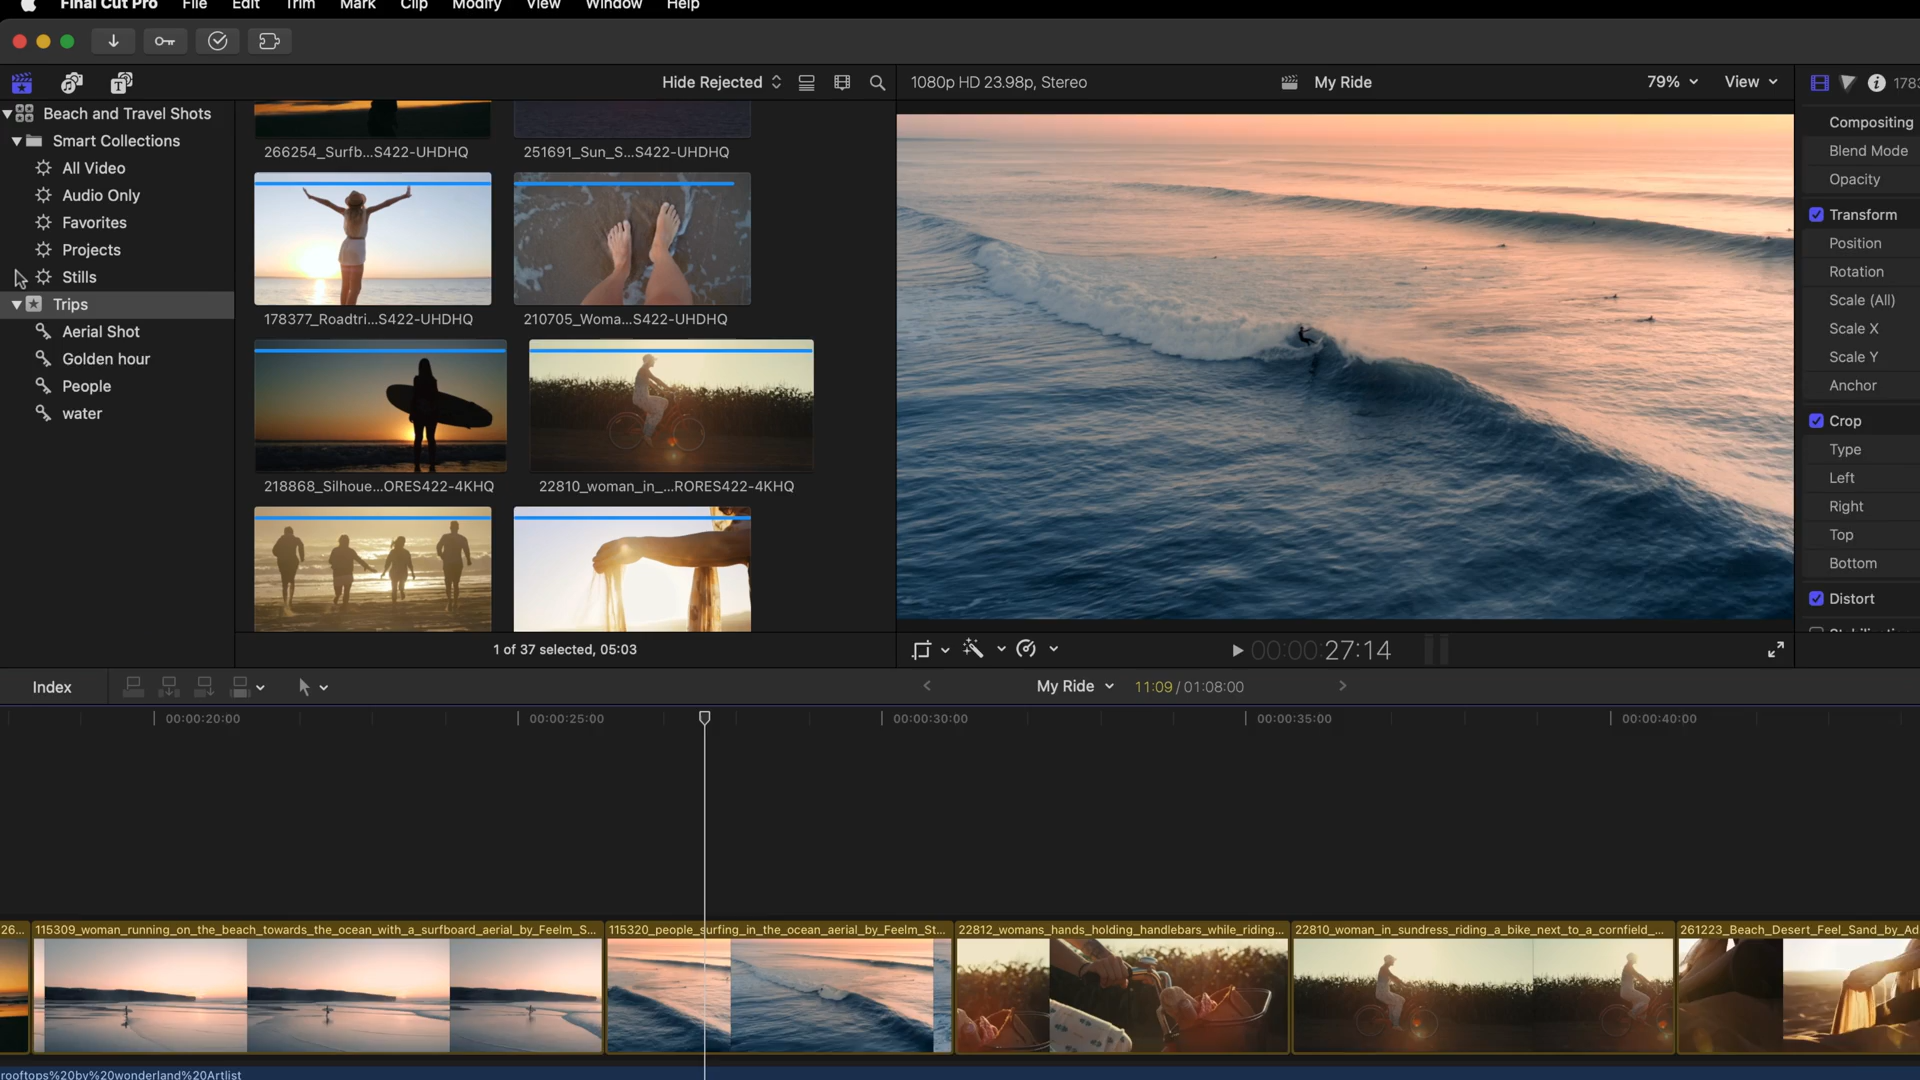 Final Cut Pro File Edit Trim Mark Clip Modify View Window Help
Hide Rejected
1080p HD 23.98p, Stereo
My Ride
79%
View
1783
Beach and Travel Shots
Smart Collections
All Video
Audio Only
Favorites
Projects
Stills
Trips
Aerial Shot
Golden hour
People
water
266254_Surfb...S422-UHDHQ
251691_Sun_S...S422-UHDHQ
178377_Roadtri...S422-UHDHQ
210705_Woma...S422-UHDHQ
218868_Silhoue...ORES422-4KHQ
22810_woman_in_...RORES422-4KHQ
1 of 37 selected, 05:03
00:00:00:27:14
Compositing
Blend Mode
Opacity
Transform
Position
Rotation
Scale (All)
Scale X
Scale Y
Anchor
Crop
Type
Left
Right
Top
Bottom
Distort
Index
My Ride
11:09 / 01:08:00
00:00:20:00
00:00:25:00
00:00:30:00
00:00:35:00
00:00:40:00
26...
115309_woman_running_on_the_beach_towards_the_ocean_with_a_surfboard_aerial_by_Feelm_S...
115320_people_surfing_in_the_ocean_aerial_by_Feelm_St...
22812_womans_hands_holding_handlebars_while_riding...
22810_woman_in_sundress_riding_a_bike_next_to_a_cornfield_...
261223_Beach_Desert_Feel_Sand_by_Ad
rooftops%20by%20wonderland%20Artlist